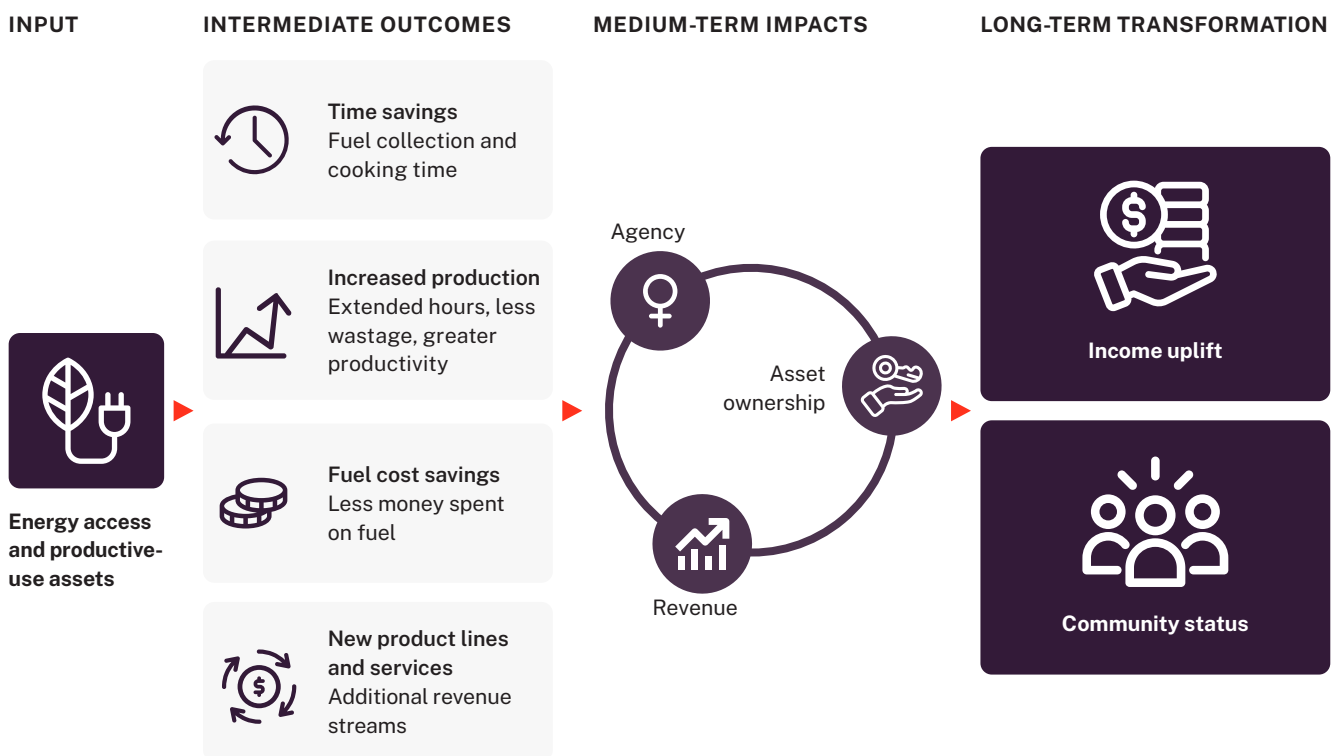 INPUT
INTERMEDIATE OUTCOMES
MEDIUM-TERM IMPACTS
LONG-TERM TRANSFORMATION
Energy access
and productive-
use assets
Time savings
Fuel collection and
cooking time
Increased production
Extended hours, less
wastage, greater
productivity
Fuel cost savings
Less money spent
on fuel
New product lines
and services
Additional revenue
streams
Agency
Asset
ownership
Revenue
Income uplift
Community status